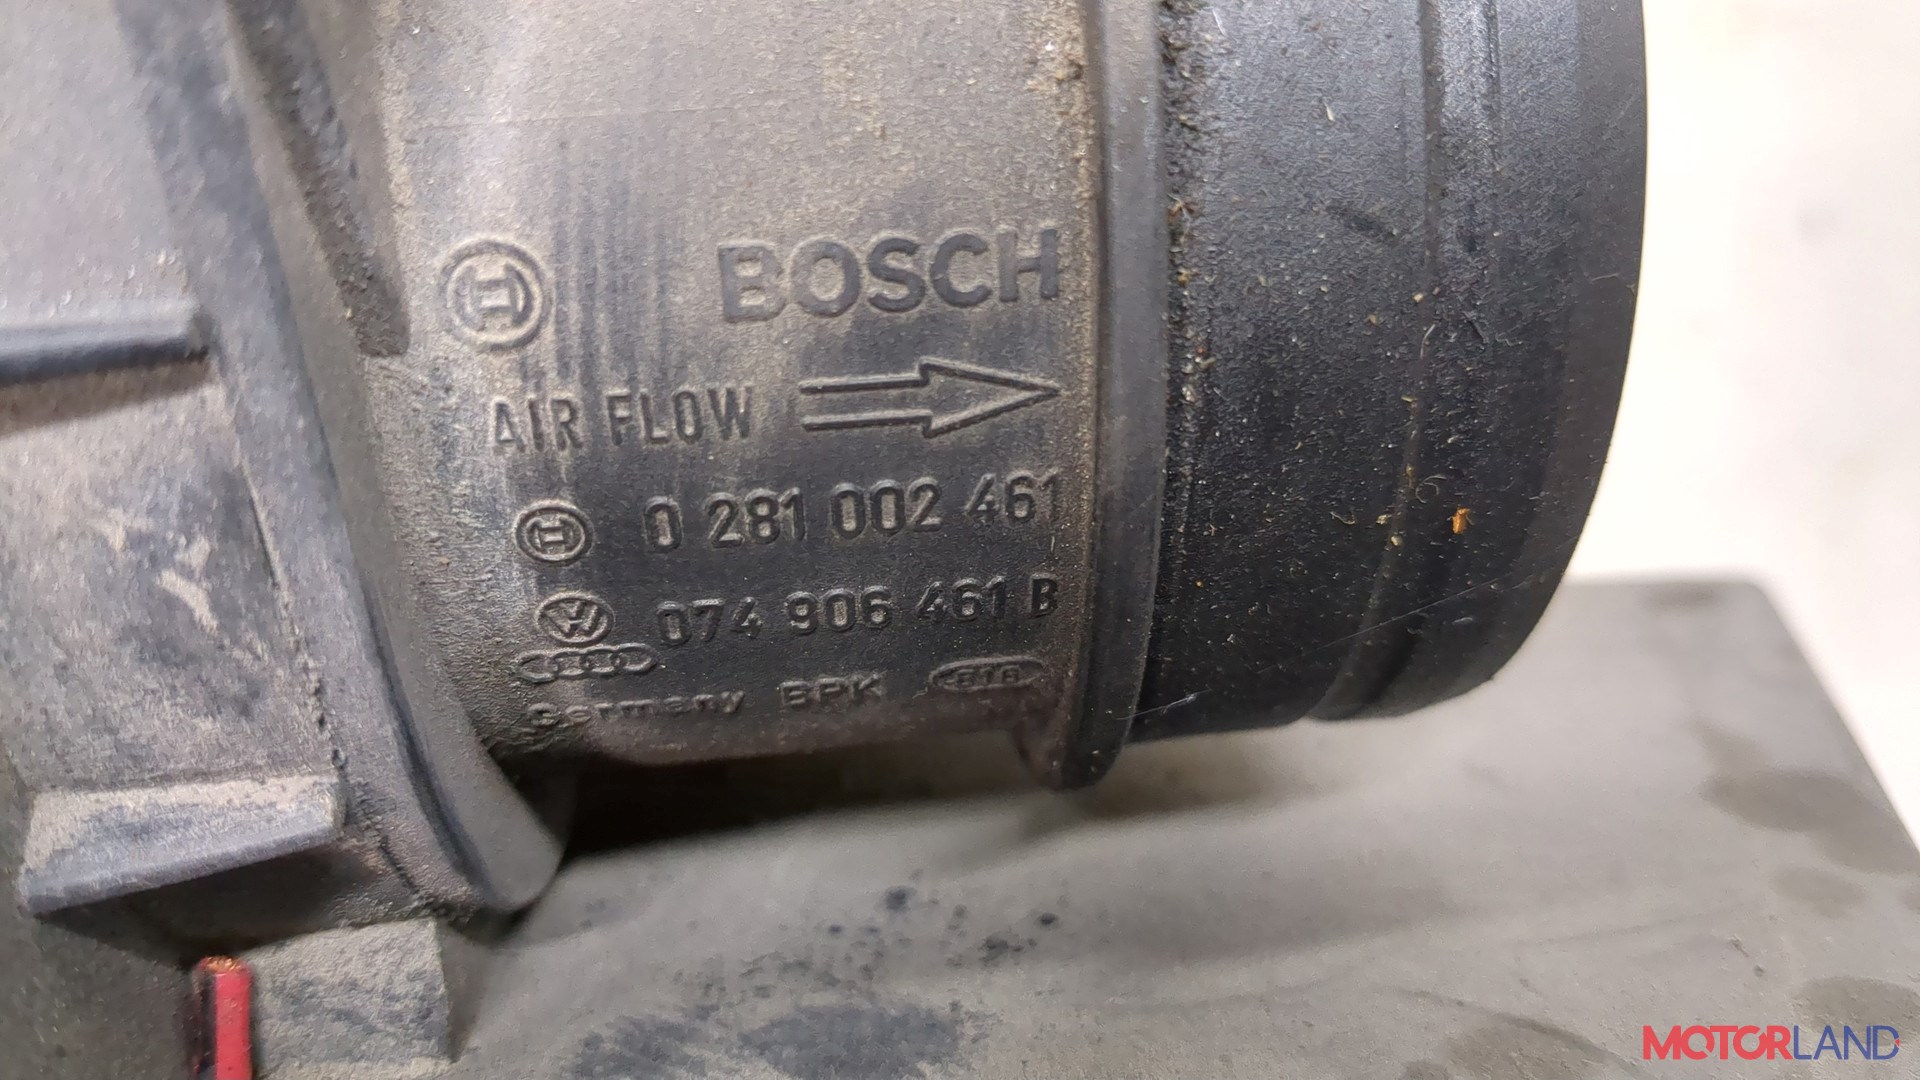 BOSCH
AIR FLOW
0 281 002 461
074 906 461 B
Germany BPK
MOTORLAND